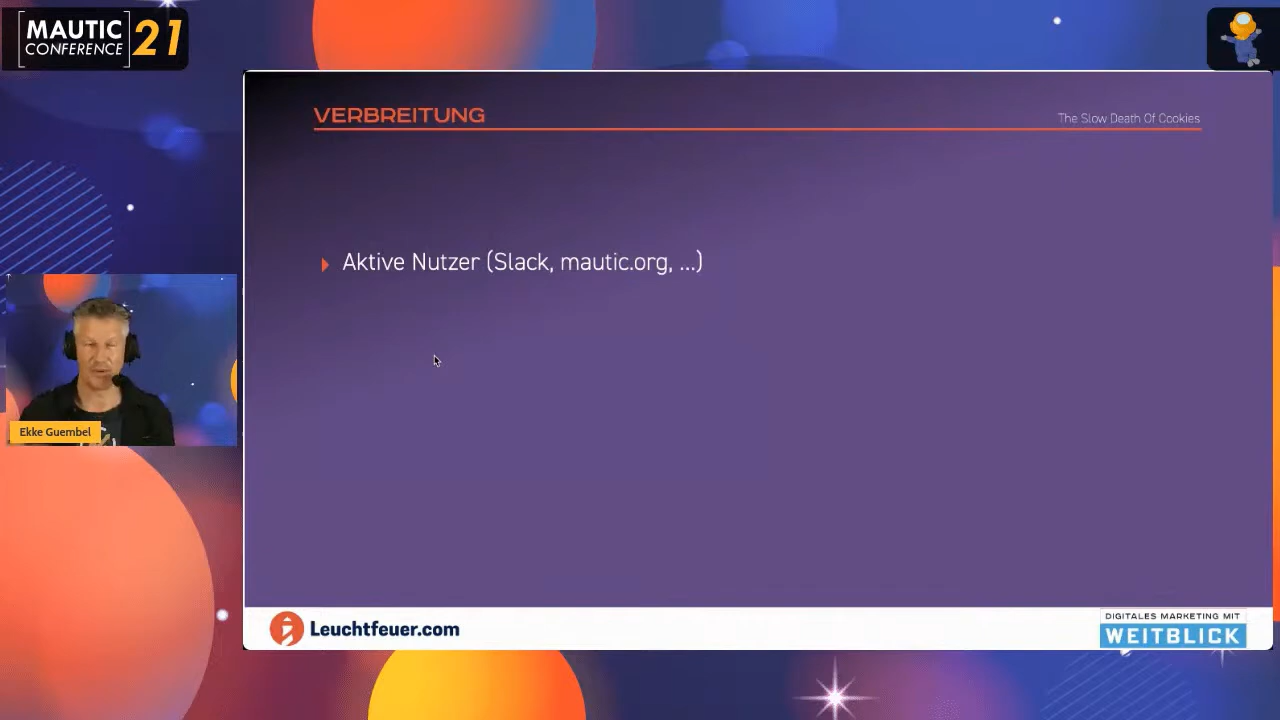 MAUTIC
CONFERENCE
21
VERBREITUNG
The Slow Death Of Cookies
Aktive Nutzer (Slack, mautic.org, ...)
Ekke Guembel
Leuchtfeuer.com
DIGITALES MARKETING MIT
WEITBLICK